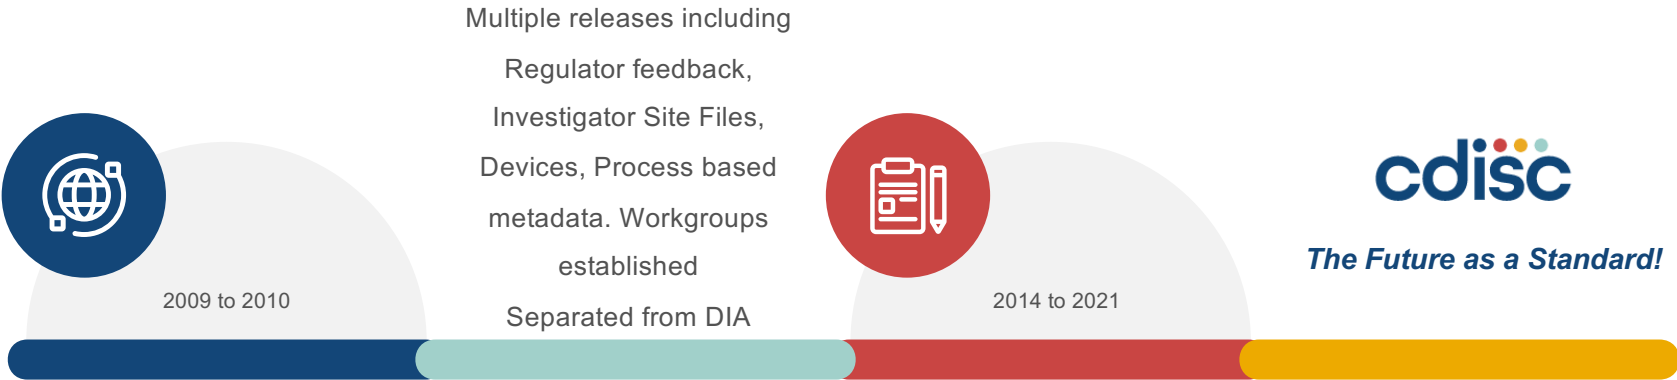 Multiple releases including
Regulator feedback,
Investigator Site Files,
Devices, Process based
metadata. Workgroups
established
Separated from DIA
2009 to 2010
2014 to 2021
cdisc
The Future as a Standard!